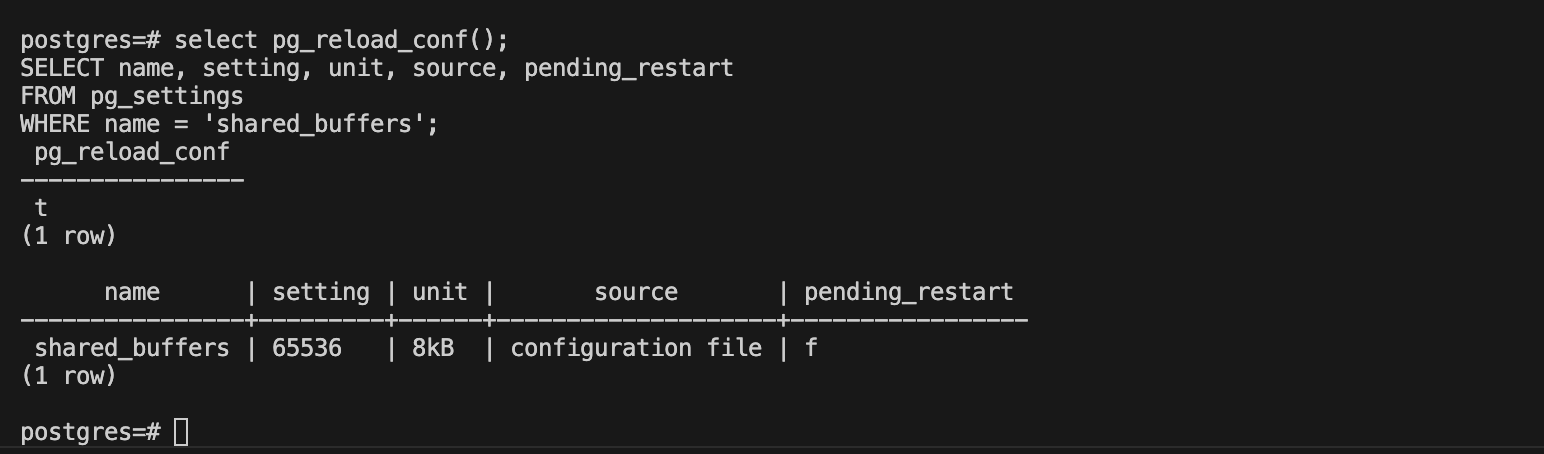 postgres=# select pg_reload_conf();
SELECT name, setting, unit, source, pending_restart
FROM pg_settings
WHERE name = 'shared_buffers';
 pg_reload_conf
----------------
 t
(1 row)

      name      | setting | unit |       source       | pending_restart
----------------+---------+------+--------------------+-----------------
 shared_buffers | 65536   | 8kB  | configuration file | f
(1 row)

postgres=#